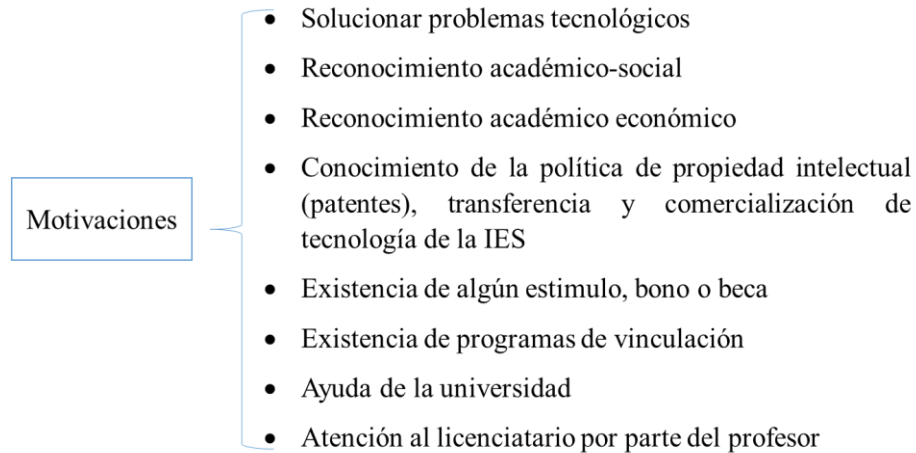 Motivaciones
• Solucionar problemas tecnológicos
• Reconocimiento académico-social
• Reconocimiento académico económico
• Conocimiento de la política de propiedad intelectual
(patentes), transferencia y comercialización de
tecnología de la IES
• Existencia de algún estimulo, bono o beca
• Existencia de programas de vinculación
• Ayuda de la universidad
• Atención al licenciatario por parte del profesor